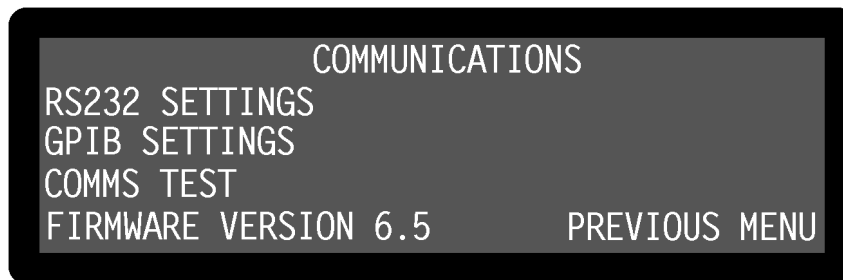 COMMUNICATIONS
RS232 SETTINGS
GPIB SETTINGS
COMMS TEST
FIRMWARE VERSION 6.5 PREVIOUS MENU